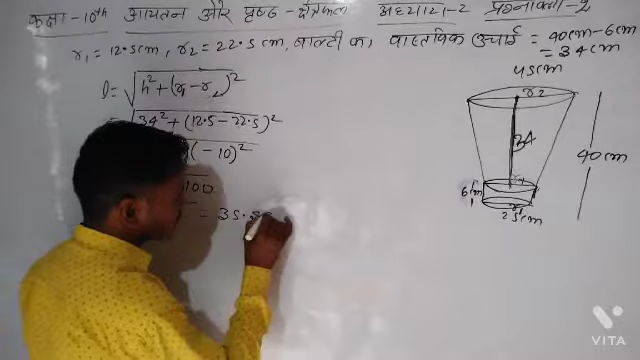 कक्षा -10th आयतन और पृष्ठ-क्षेत्रफल अध्याय-2 प्रश्नावली-2
r₁ = 12.5cm, r₂ = 22.5cm, बाल्टी का वास्तविक ऊंचाई = 40cm-6cm
= 34cm
l = √h²+(r₁-r₂)²
= √34²+(12.5-22.5)²
(-10)²
100
= 35.
45cm
r₂
34
40cm
6cm
r₁
25cm
VITA